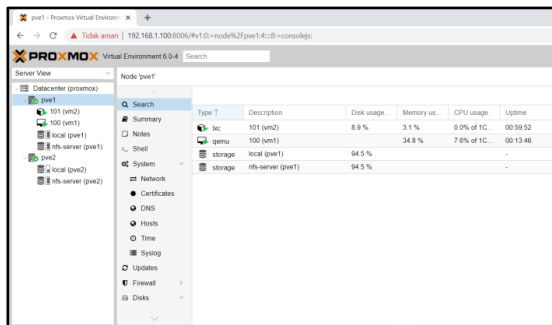 pve1 - Proxmox Virtual Environm
Tidak aman | 192.168.1.100:8006/#v1:0:=node%2Fpve1:4:::8:=consolejs:
PROXMOX Virtual Environment 6.0-4 Search
Server View
Datacenter (proxmox)
pve1
101 (vm2)
100 (vm1)
local (pve1)
nfs-server (pve1)
pve2
local (pve2)
nfs-server (pve2)
Node 'pve1'
Search
Summary
Notes
Shell
System
Network
Certificates
DNS
Hosts
Time
Syslog
Updates
Firewall
Disks
Type Description Disk usage... Memory us... CPU usage Uptime
lxc 101 (vm2) 8.9 % 3.1 % 0.0% of 1C... 00:59:52
qemu 100 (vm1) 34.8 % 7.6% of 1C... 00:13:46
storage local (pve1) 94.5 % -
storage nfs-server (pve1) 94.5 % -